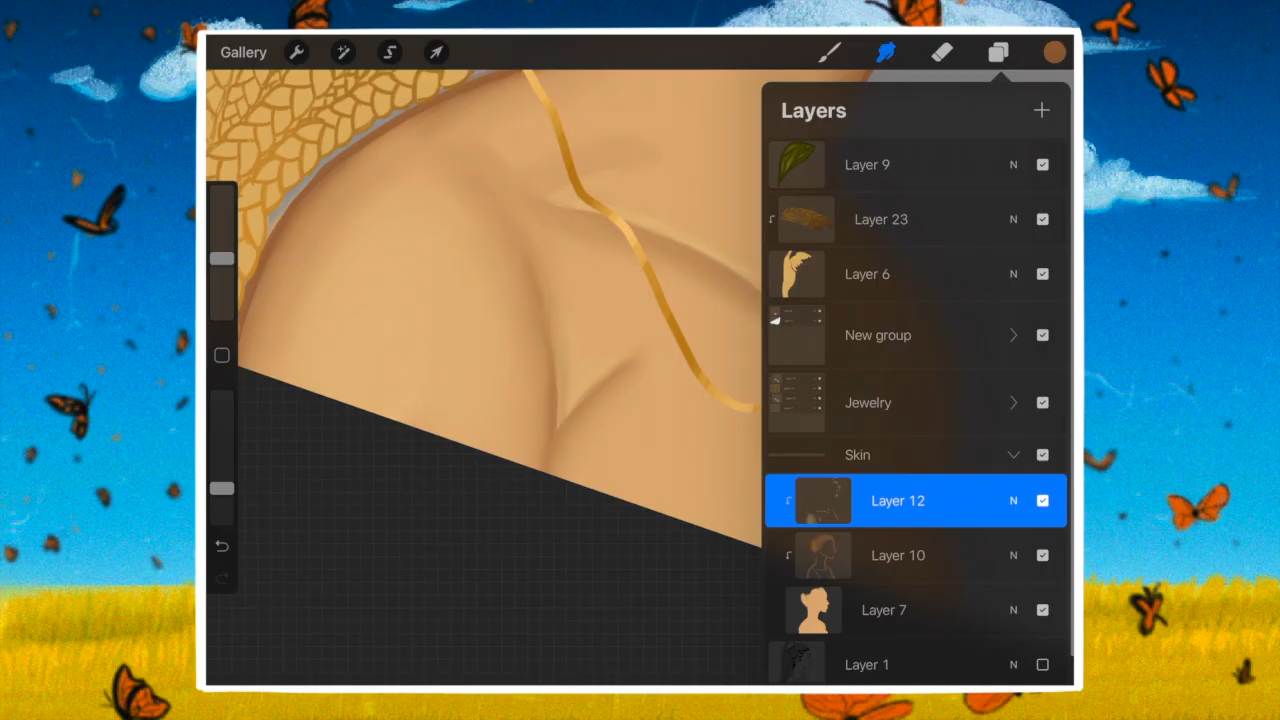 Gallery
Layers
Layer 9 N
Layer 23 N
Layer 6 N
New group
Jewelry
Skin
Layer 12 N
Layer 10 N
Layer 7 N
Layer 1 N